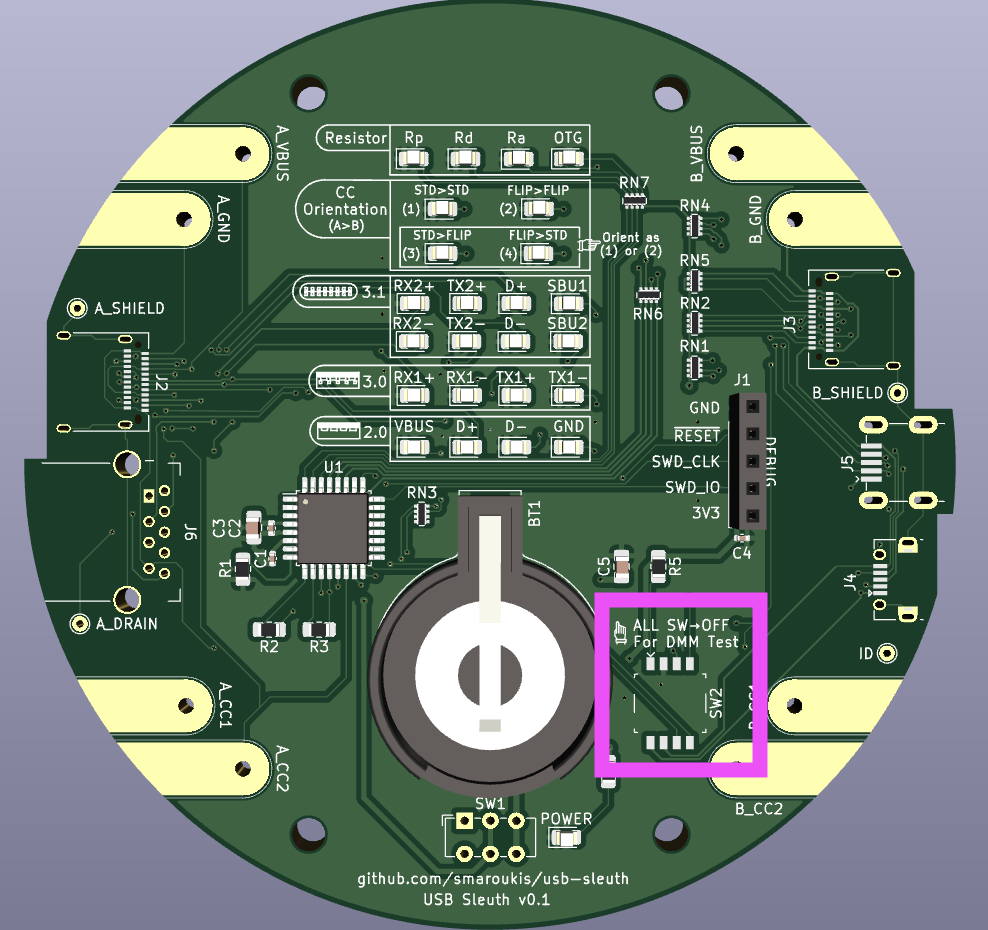 A_VBUS
B_VBUS
Resistor
Rp Rd Ra OTG
CC
Orientation
(A>B)
STD>STD FLIP>FLIP
(1) (2)
STD>FLIP FLIP>STD
(3) (4)
Orient as
(1) or (2)
RN7
RN4
A_GND
B_GND
RN5
RN6
RN2
RN1
3.1
RX2+ TX2+ D+ SBU1
RX2- TX2- D- SBU2
3.0
RX1+ RX1- TX1+ TX1-
2.0
VBUS D+ D- GND
A_SHIELD
J2
J3
B_SHIELD
J1
GND
RESET
SWD_CLK
SWD_IO
3V3
DEBUG
J5
J6
U1
RN3
BT1
C3
C2
C1
R1
R2
R3
C5
R5
C4
J4
ID
A_DRAIN
ALL SW→OFF
For DMM Test
SW2
A_CC1
A_CC2
B_CC2
SW1
POWER
github.com/smaroukis/usb-sleuth
USB Sleuth v0.1